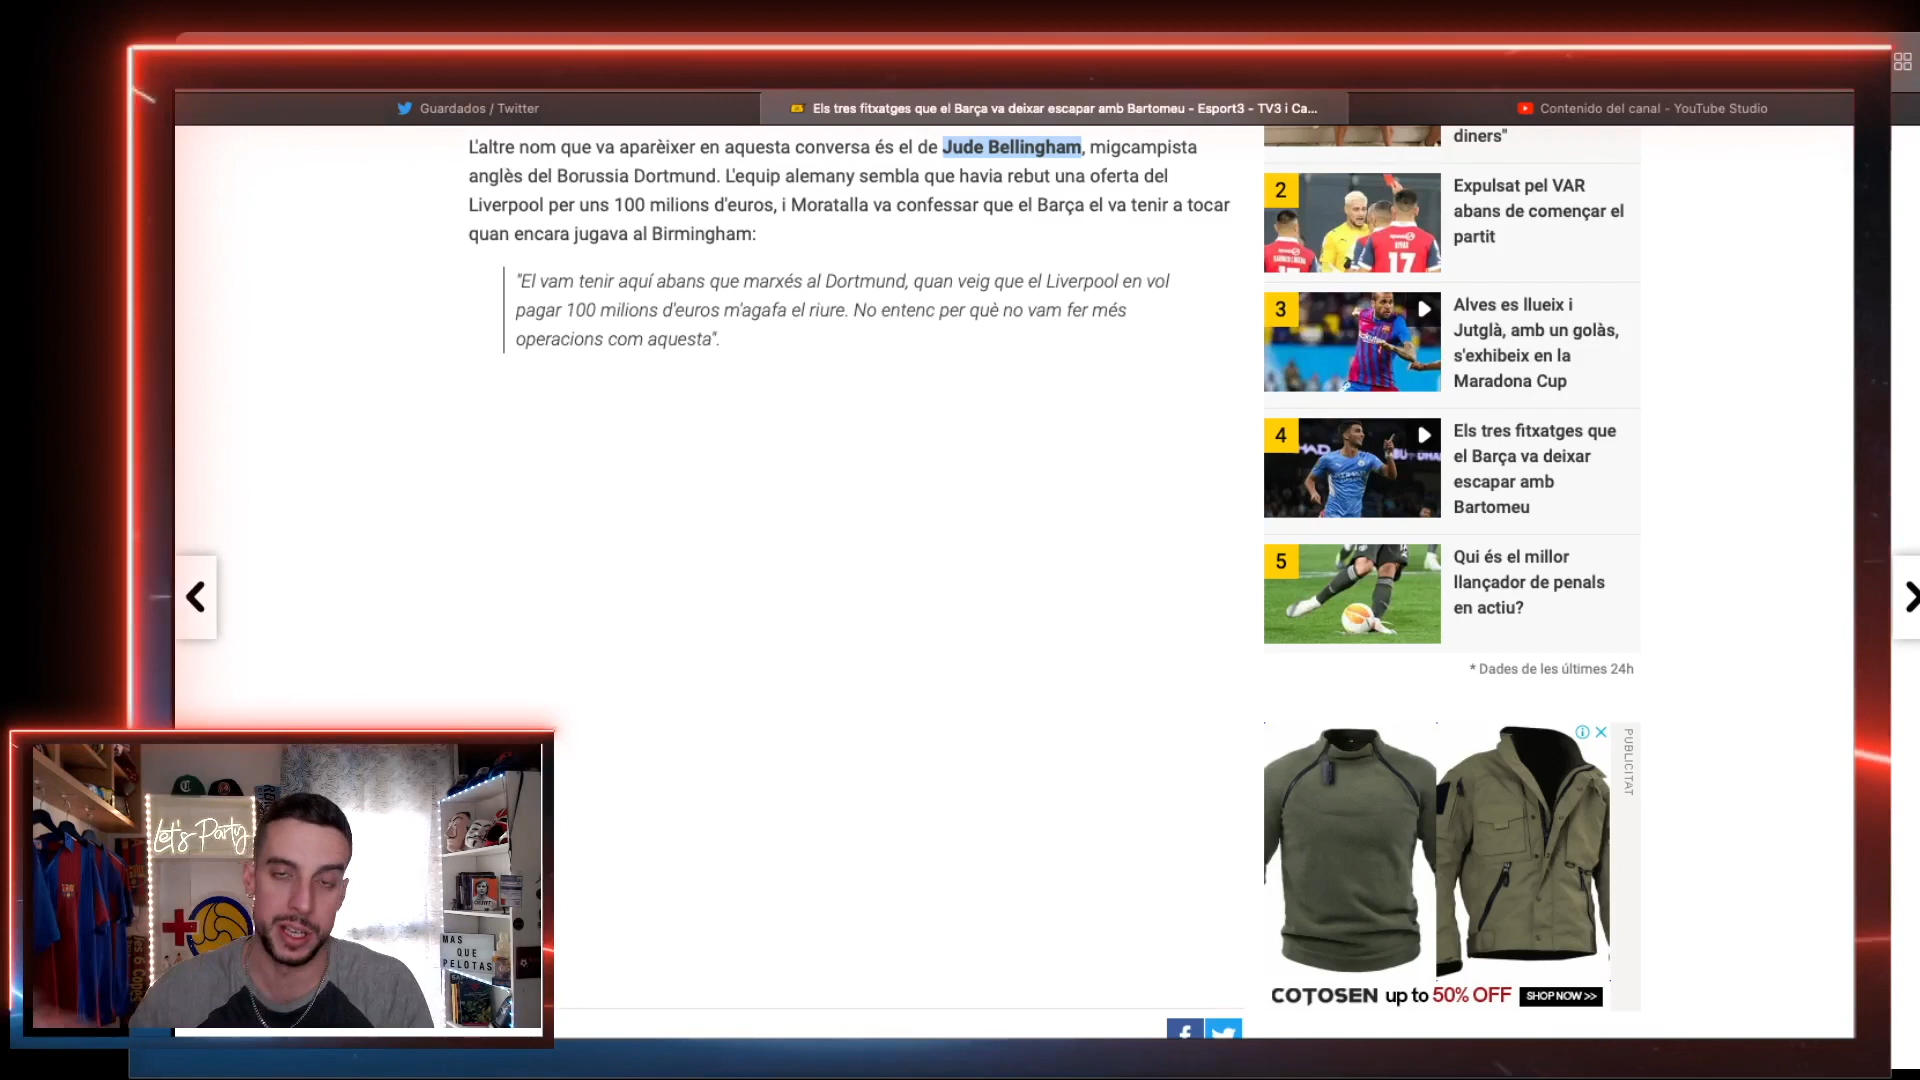 Guardados / Twitter
Els tres fitxatges que el Barça va deixar escapar amb Bartomeu - Esport3 - TV3 i Ca...
Contenido del canal - YouTube Studio
L'altre nom que va aparèixer en aquesta conversa és el de Jude Bellingham, migcampista
anglès del Borussia Dortmund. L'equip alemany sembla que havia rebut una oferta del
Liverpool per uns 100 milions d'euros, i Moratalla va confessar que el Barça el va tenir a tocar
quan encara jugava al Birmingham:
"El vam tenir aquí abans que marxés al Dortmund, quan veig que el Liverpool en vol
pagar 100 milions d'euros m'agafa el riure. No entenc per què no vam fer més
operacions com aquesta".
diners"
2
Expulsat pel VAR
abans de començar el
partit
17
3
Alves es llueix i
Jutglà, amb un golàs,
s'exhibeix en la
Maradona Cup
4
Els tres fitxatges que
el Barça va deixar
escapar amb
Bartomeu
5
Qui és el millor
llançador de penals
en actiu?
* Dades de les últimes 24h
PUBLICITAT
COTOSEN up to 50% OFF SHOP NOW >>
Let's Party
MAS
QUE
PELOTAS